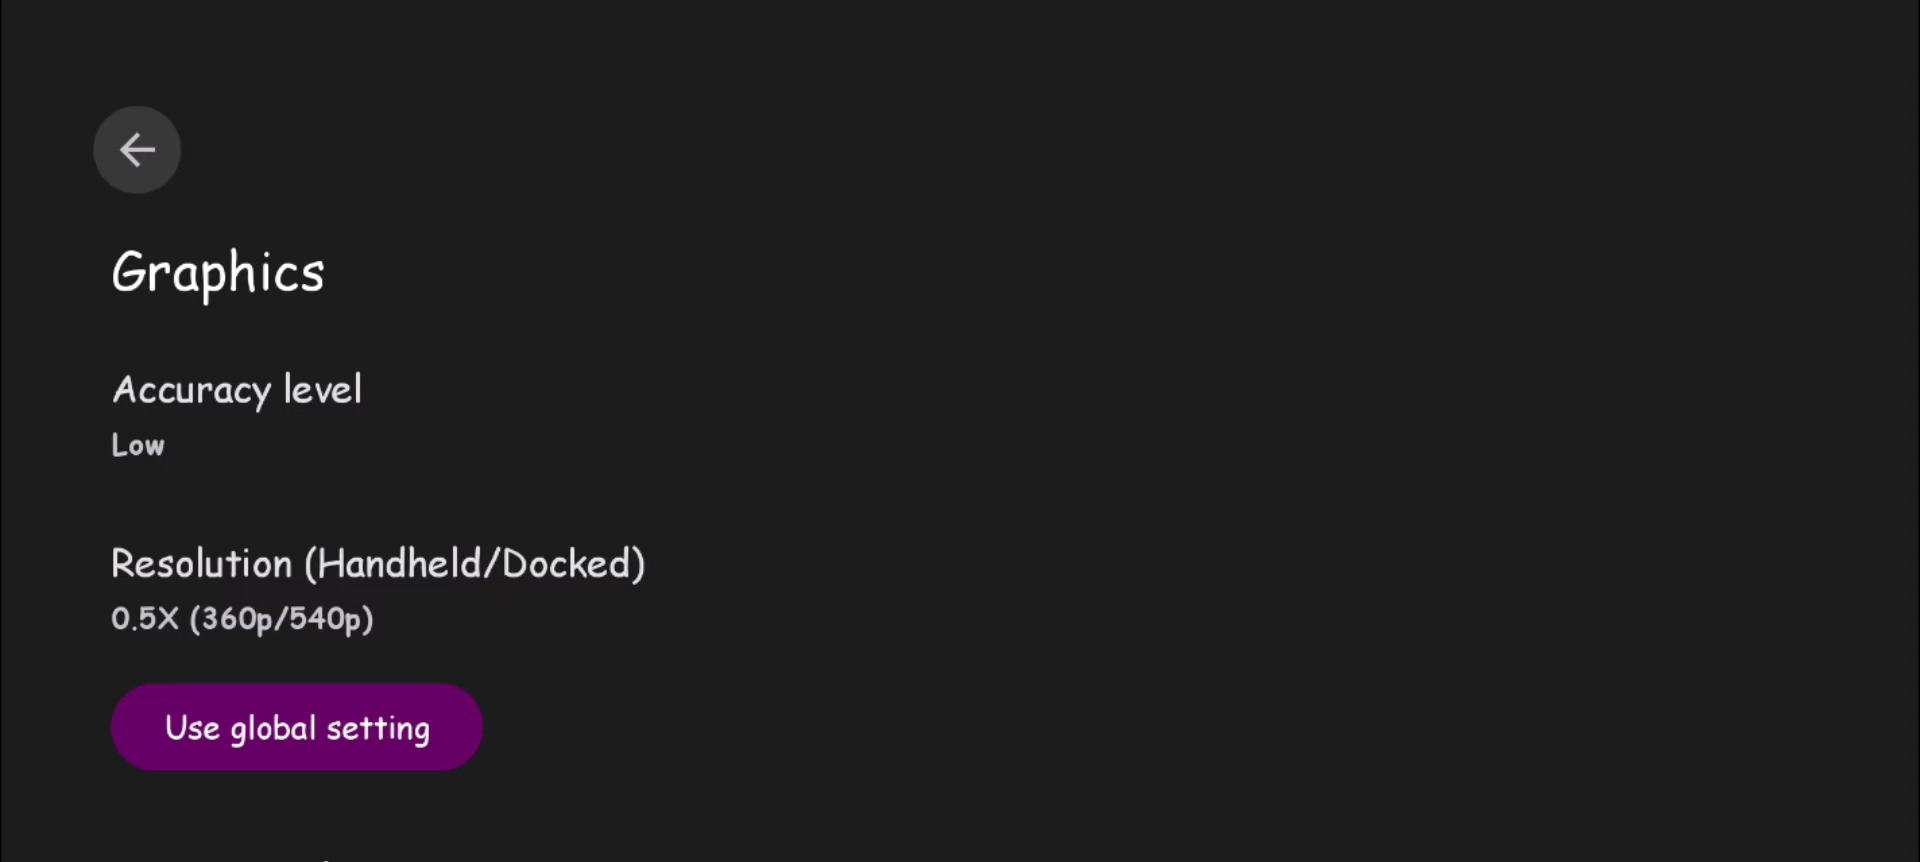 Graphics
Accuracy level
Low
Resolution (Handheld/Docked)
0.5X (360p/540p)
Use global setting